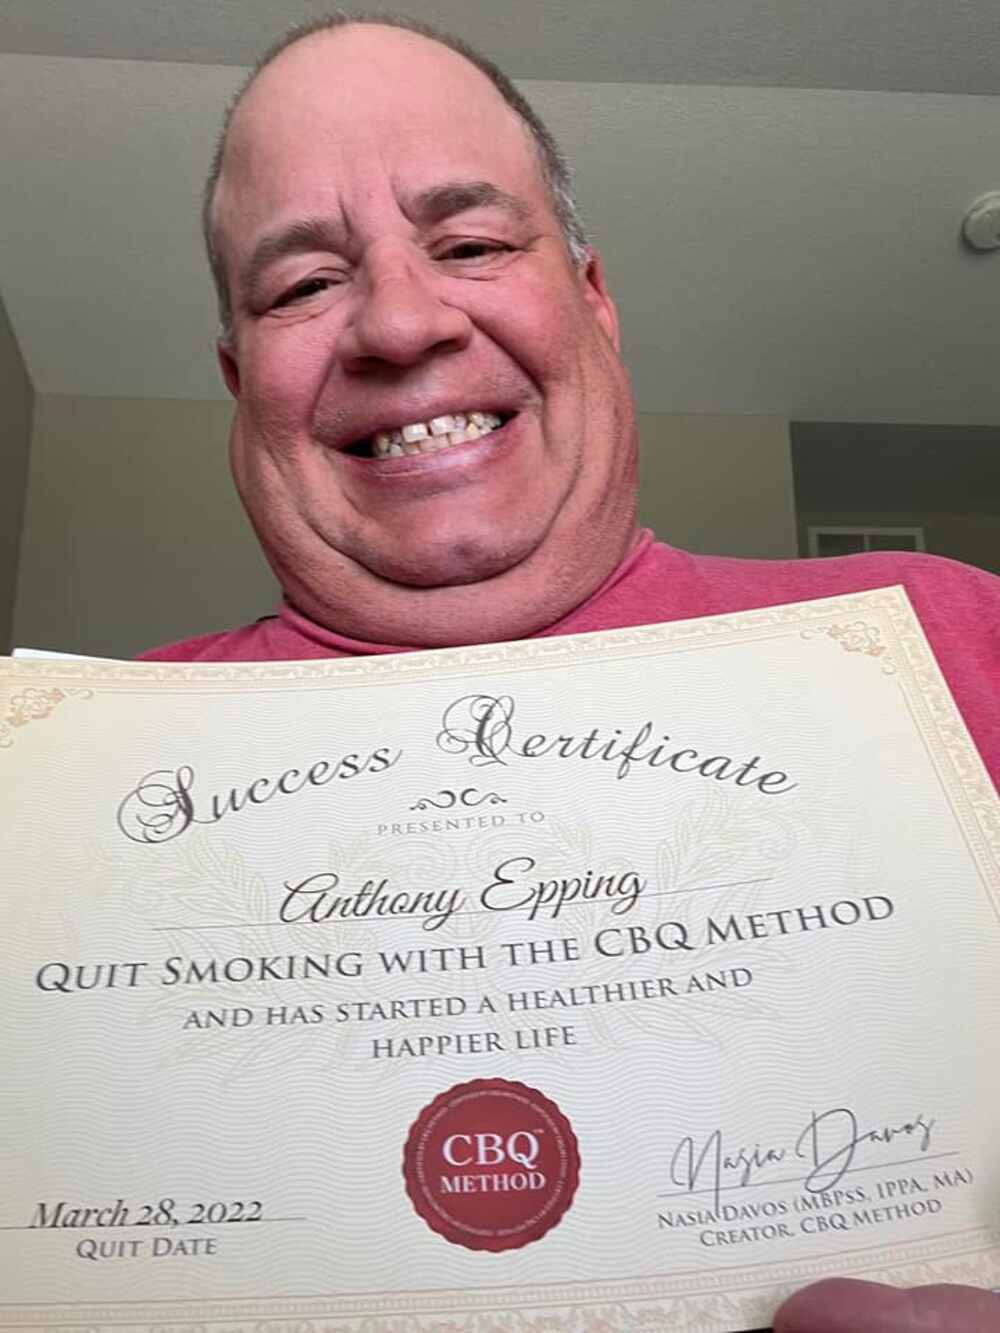 Success Certificate
PRESENTED TO
Anthony Epping
QUIT SMOKING WITH THE CBQ METHOD
AND HAS STARTED A HEALTHIER AND
HAPPIER LIFE
CBQ™
METHOD
Nasia Davos
March 28, 2022
QUIT DATE
NASIA DAVOS (MBPSS, IPPA, MA)
CREATOR, CBQ METHOD